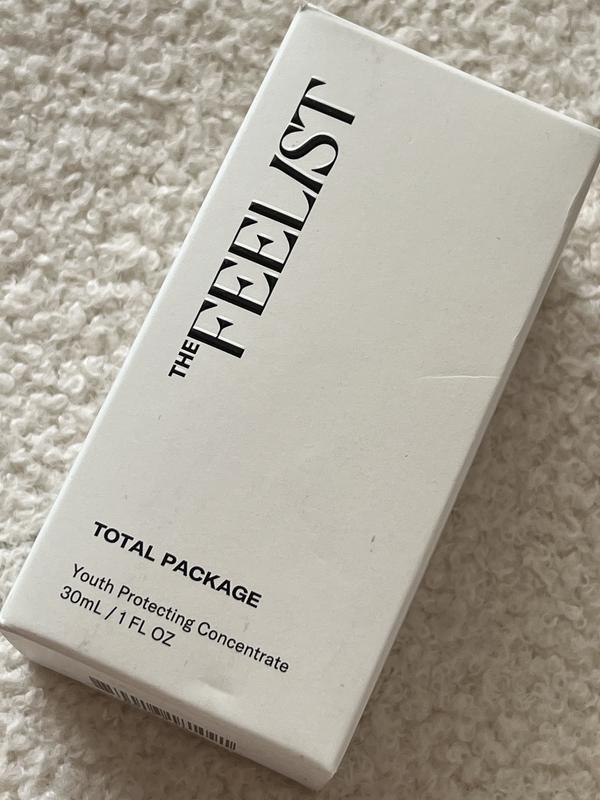 THE FEELIST
TOTAL PACKAGE
Youth Protecting Concentrate
30mL / 1 FL OZ